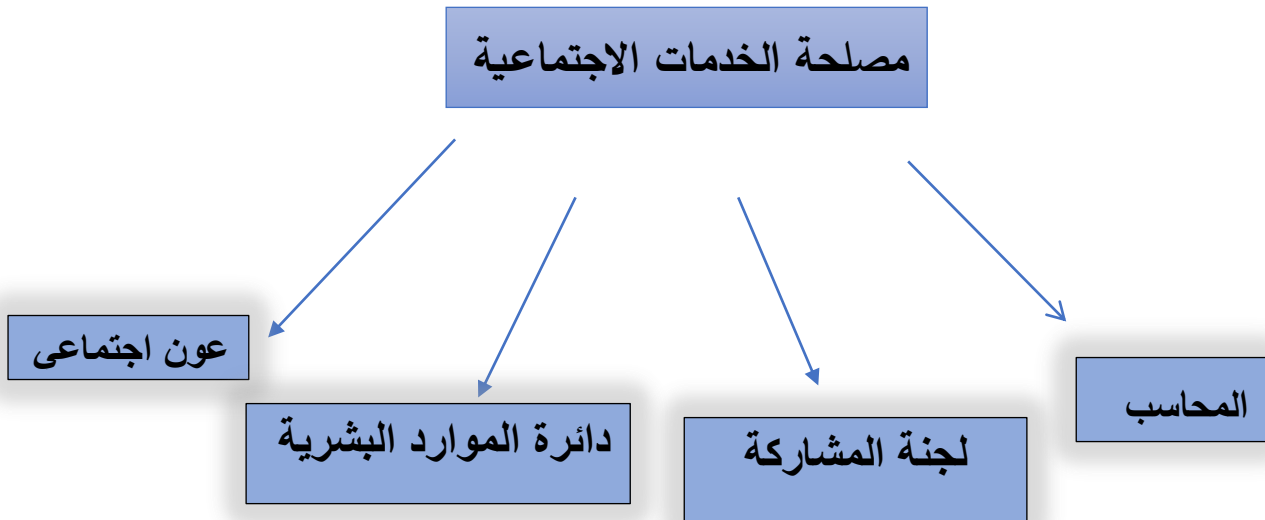 مصلحة الخدمات الاجتماعية
المحاسب
لجنة المشاركة
دائرة الموارد البشرية
عون اجتماعى